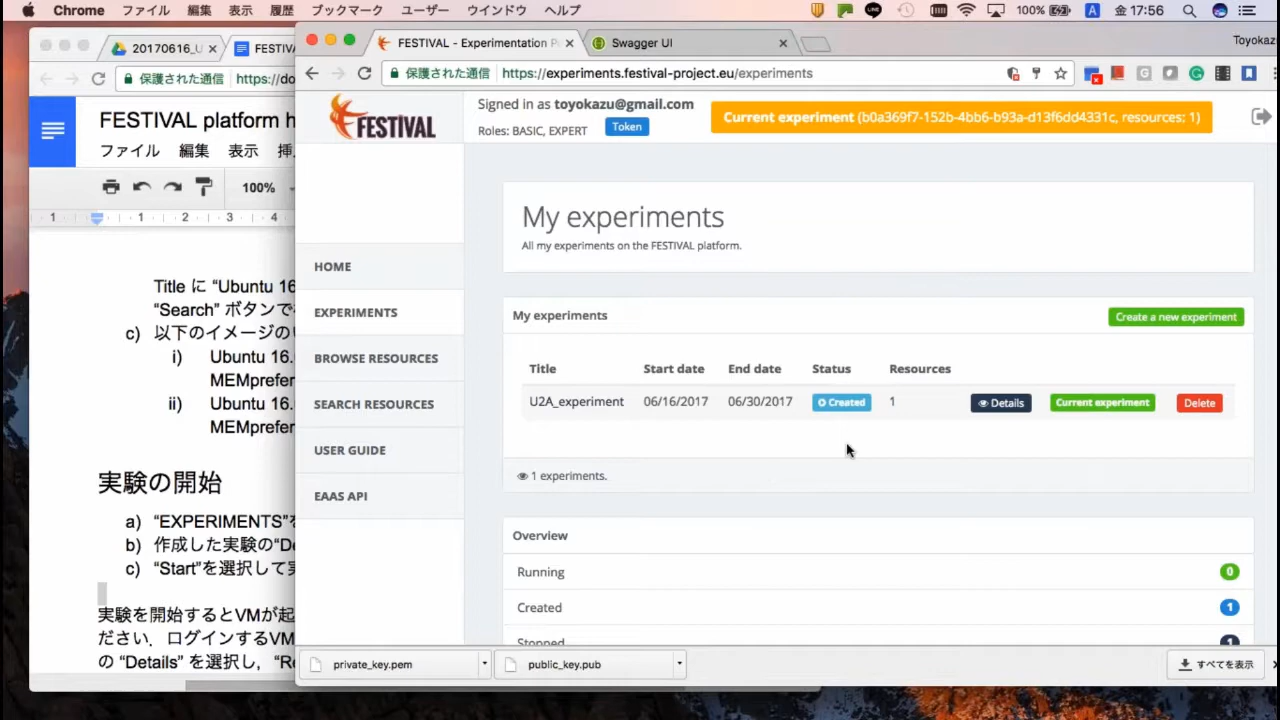 Chrome ファイル 編集 表示 履歴 ブックマーク ユーザー ウインドウ ヘルプ
100% A 金 17:56
20170616_U
FESTIV
FESTIVAL - Experimentation P
Swagger UI
Toyokaz
保護された通信 https://do
保護された通信 https://experiments.festival-project.eu/experiments
FESTIVAL platform h
ファイル 編集 表示 挿
100%
1 1 2 3 4
Title に “Ubuntu 16
“Search” ボタンで
c) 以下のイメージの
i) Ubuntu 16.
MEMprefer
ii) Ubuntu 16.
MEMprefer
実験の開始
a) “EXPERIMENTS”
b) 作成した実験の“De
c) “Start”を選択して実
実験を開始するとVMが起
ださい．ログインするVM
の “Details” を選択し，“Re
FESTIVAL
Signed in as toyokazu@gmail.com
Roles: BASIC, EXPERT Token
Current experiment (b0a369f7-152b-4bb6-b93a-d13f6dd4331c, resources: 1)
HOME
EXPERIMENTS
BROWSE RESOURCES
SEARCH RESOURCES
USER GUIDE
EAAS API
My experiments
All my experiments on the FESTIVAL platform.
My experiments
Create a new experiment
Title Start date End date Status Resources
U2A_experiment 06/16/2017 06/30/2017 Created 1 Details Current experiment Delete
1 experiments.
Overview
Running 0
Created 1
Stopped 1
private_key.pem
public_key.pub
すべてを表示